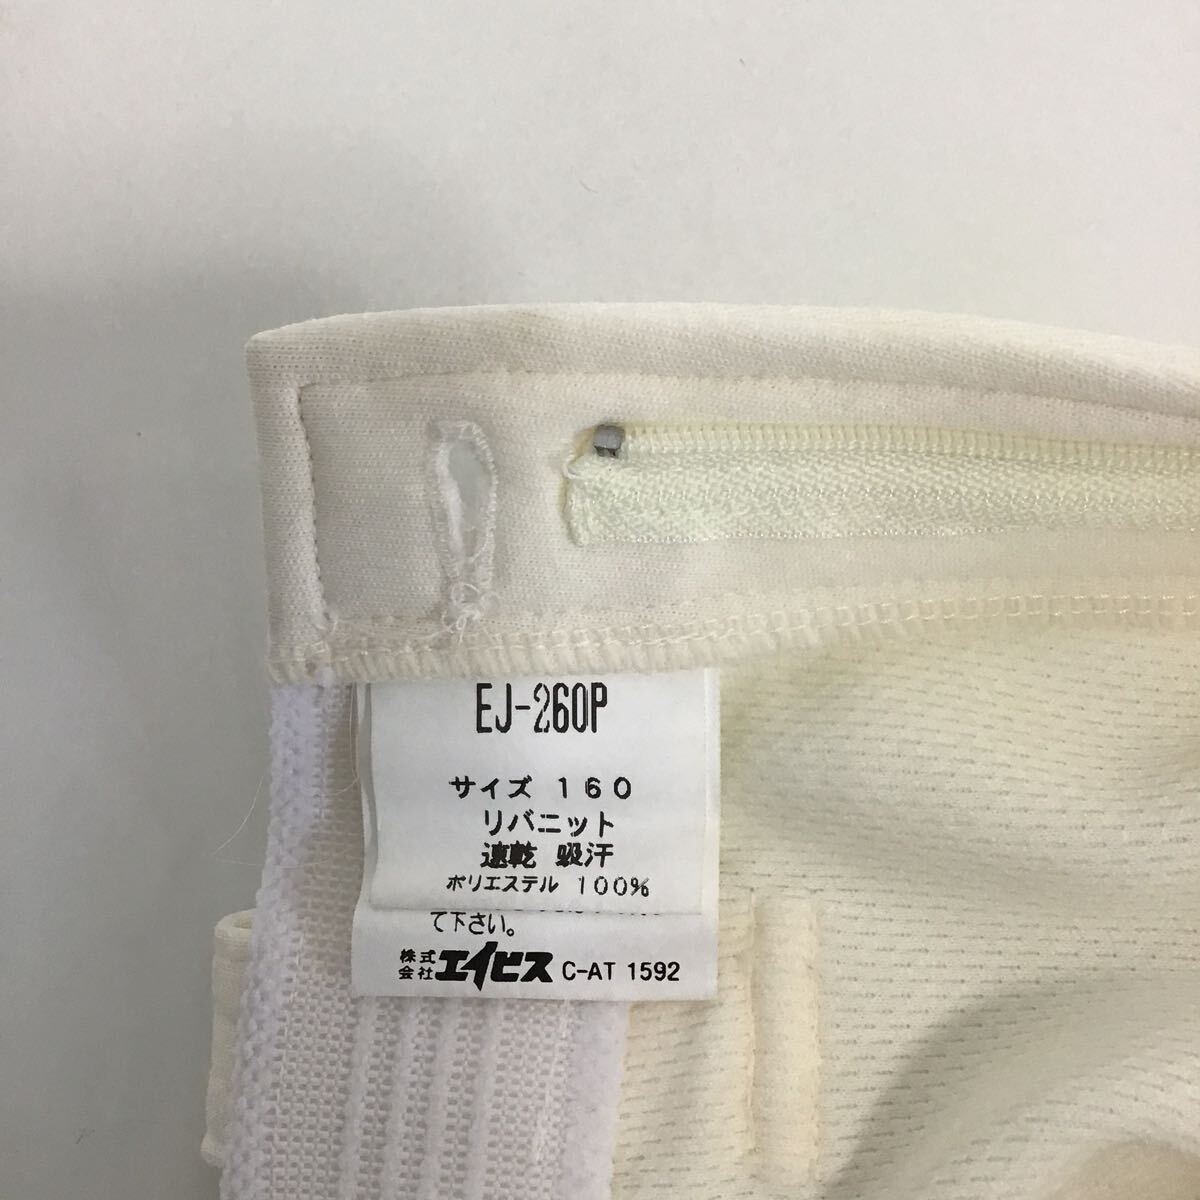 EJ-260P
サイズ 160
リバニット
速乾 吸汗
ポリエステル 100%
て下さい。
株式会社 エイビス C-AT 1592